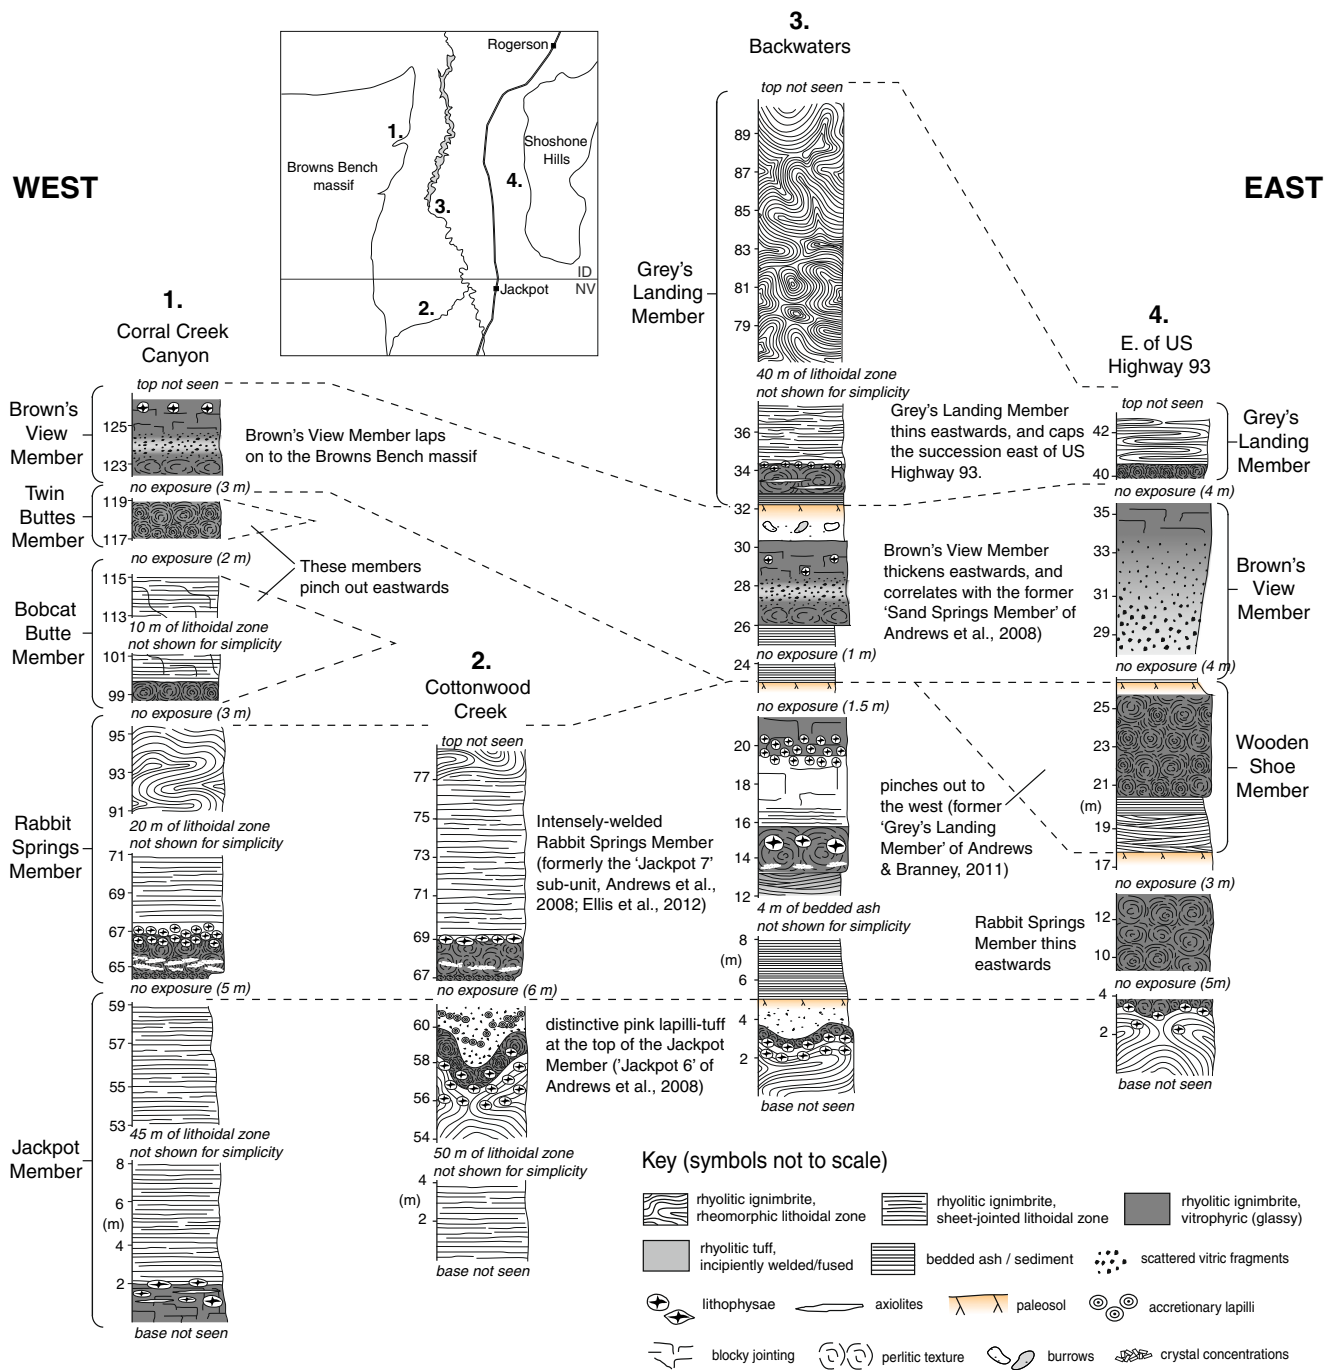 WEST
EAST
Rogerson
1.
Browns Bench
massif
Shoshone
Hills
4.
3.
ID
NV
Jackpot
2.
1.
Corral Creek
Canyon
top not seen
Brown's
View
Member
125
123
Brown's View Member laps
on to the Browns Bench massif
no exposure (3 m)
Twin
Buttes
Member
119
117
no exposure (2 m)
These members
pinch out eastwards
Bobcat
Butte
Member
115
113
10 m of lithoidal zone
not shown for simplicity
101
99
no exposure (3 m)
Rabbit
Springs
Member
95
93
91
20 m of lithoidal zone
not shown for simplicity
71
69
67
65
no exposure (5 m)
Jackpot
Member
59
57
55
53
45 m of lithoidal zone
not shown for simplicity
8
6
(m)
4
2
base not seen
2.
Cottonwood
Creek
top not seen
77
75
73
71
69
67
Intensely-welded
Rabbit Springs Member
(formerly the 'Jackpot 7'
sub-unit, Andrews et al.,
2008; Ellis et al., 2012)
no exposure (6 m)
60
58
56
54
distinctive pink lapilli-tuff
at the top of the Jackpot
Member ('Jackpot 6' of
Andrews et al., 2008)
50 m of lithoidal zone
not shown for simplicity
4
(m)
2
base not seen
3.
Backwaters
top not seen
Grey's
Landing
Member
89
87
85
83
81
79
40 m of lithoidal zone
not shown for simplicity
36
34
32
30
28
26
Grey's Landing Member
thins eastwards, and caps
the succession east of US
Highway 93.
Brown's View Member
thickens eastwards, and
correlates with the former
'Sand Springs Member' of
Andrews et al., 2008)
no exposure (1 m)
24
no exposure (1.5 m)
20
18
16
14
12
pinches out to
the west (former
'Grey's Landing
Member' of Andrews
& Branney, 2011)
4 m of bedded ash
not shown for simplicity
8
(m)
6
4
2
base not seen
Rabbit Springs
Member thins
eastwards
4.
E. of US
Highway 93
top not seen
42
40
Grey's
Landing
Member
no exposure (4 m)
35
33
31
29
Brown's
View
Member
no exposure (4 m)
25
23
21
(m)
19
17
Wooden
Shoe
Member
no exposure (3 m)
12
10
no exposure (5m)
4
2
base not seen
Key (symbols not to scale)
rhyolitic ignimbrite,
rheomorphic lithoidal zone
rhyolitic ignimbrite,
sheet-jointed lithoidal zone
rhyolitic ignimbrite,
vitrophyric (glassy)
rhyolitic tuff,
incipiently welded/fused
bedded ash / sediment
scattered vitric fragments
lithophysae
axiolites
paleosol
accretionary lapilli
blocky jointing
perlitic texture
burrows
crystal concentrations